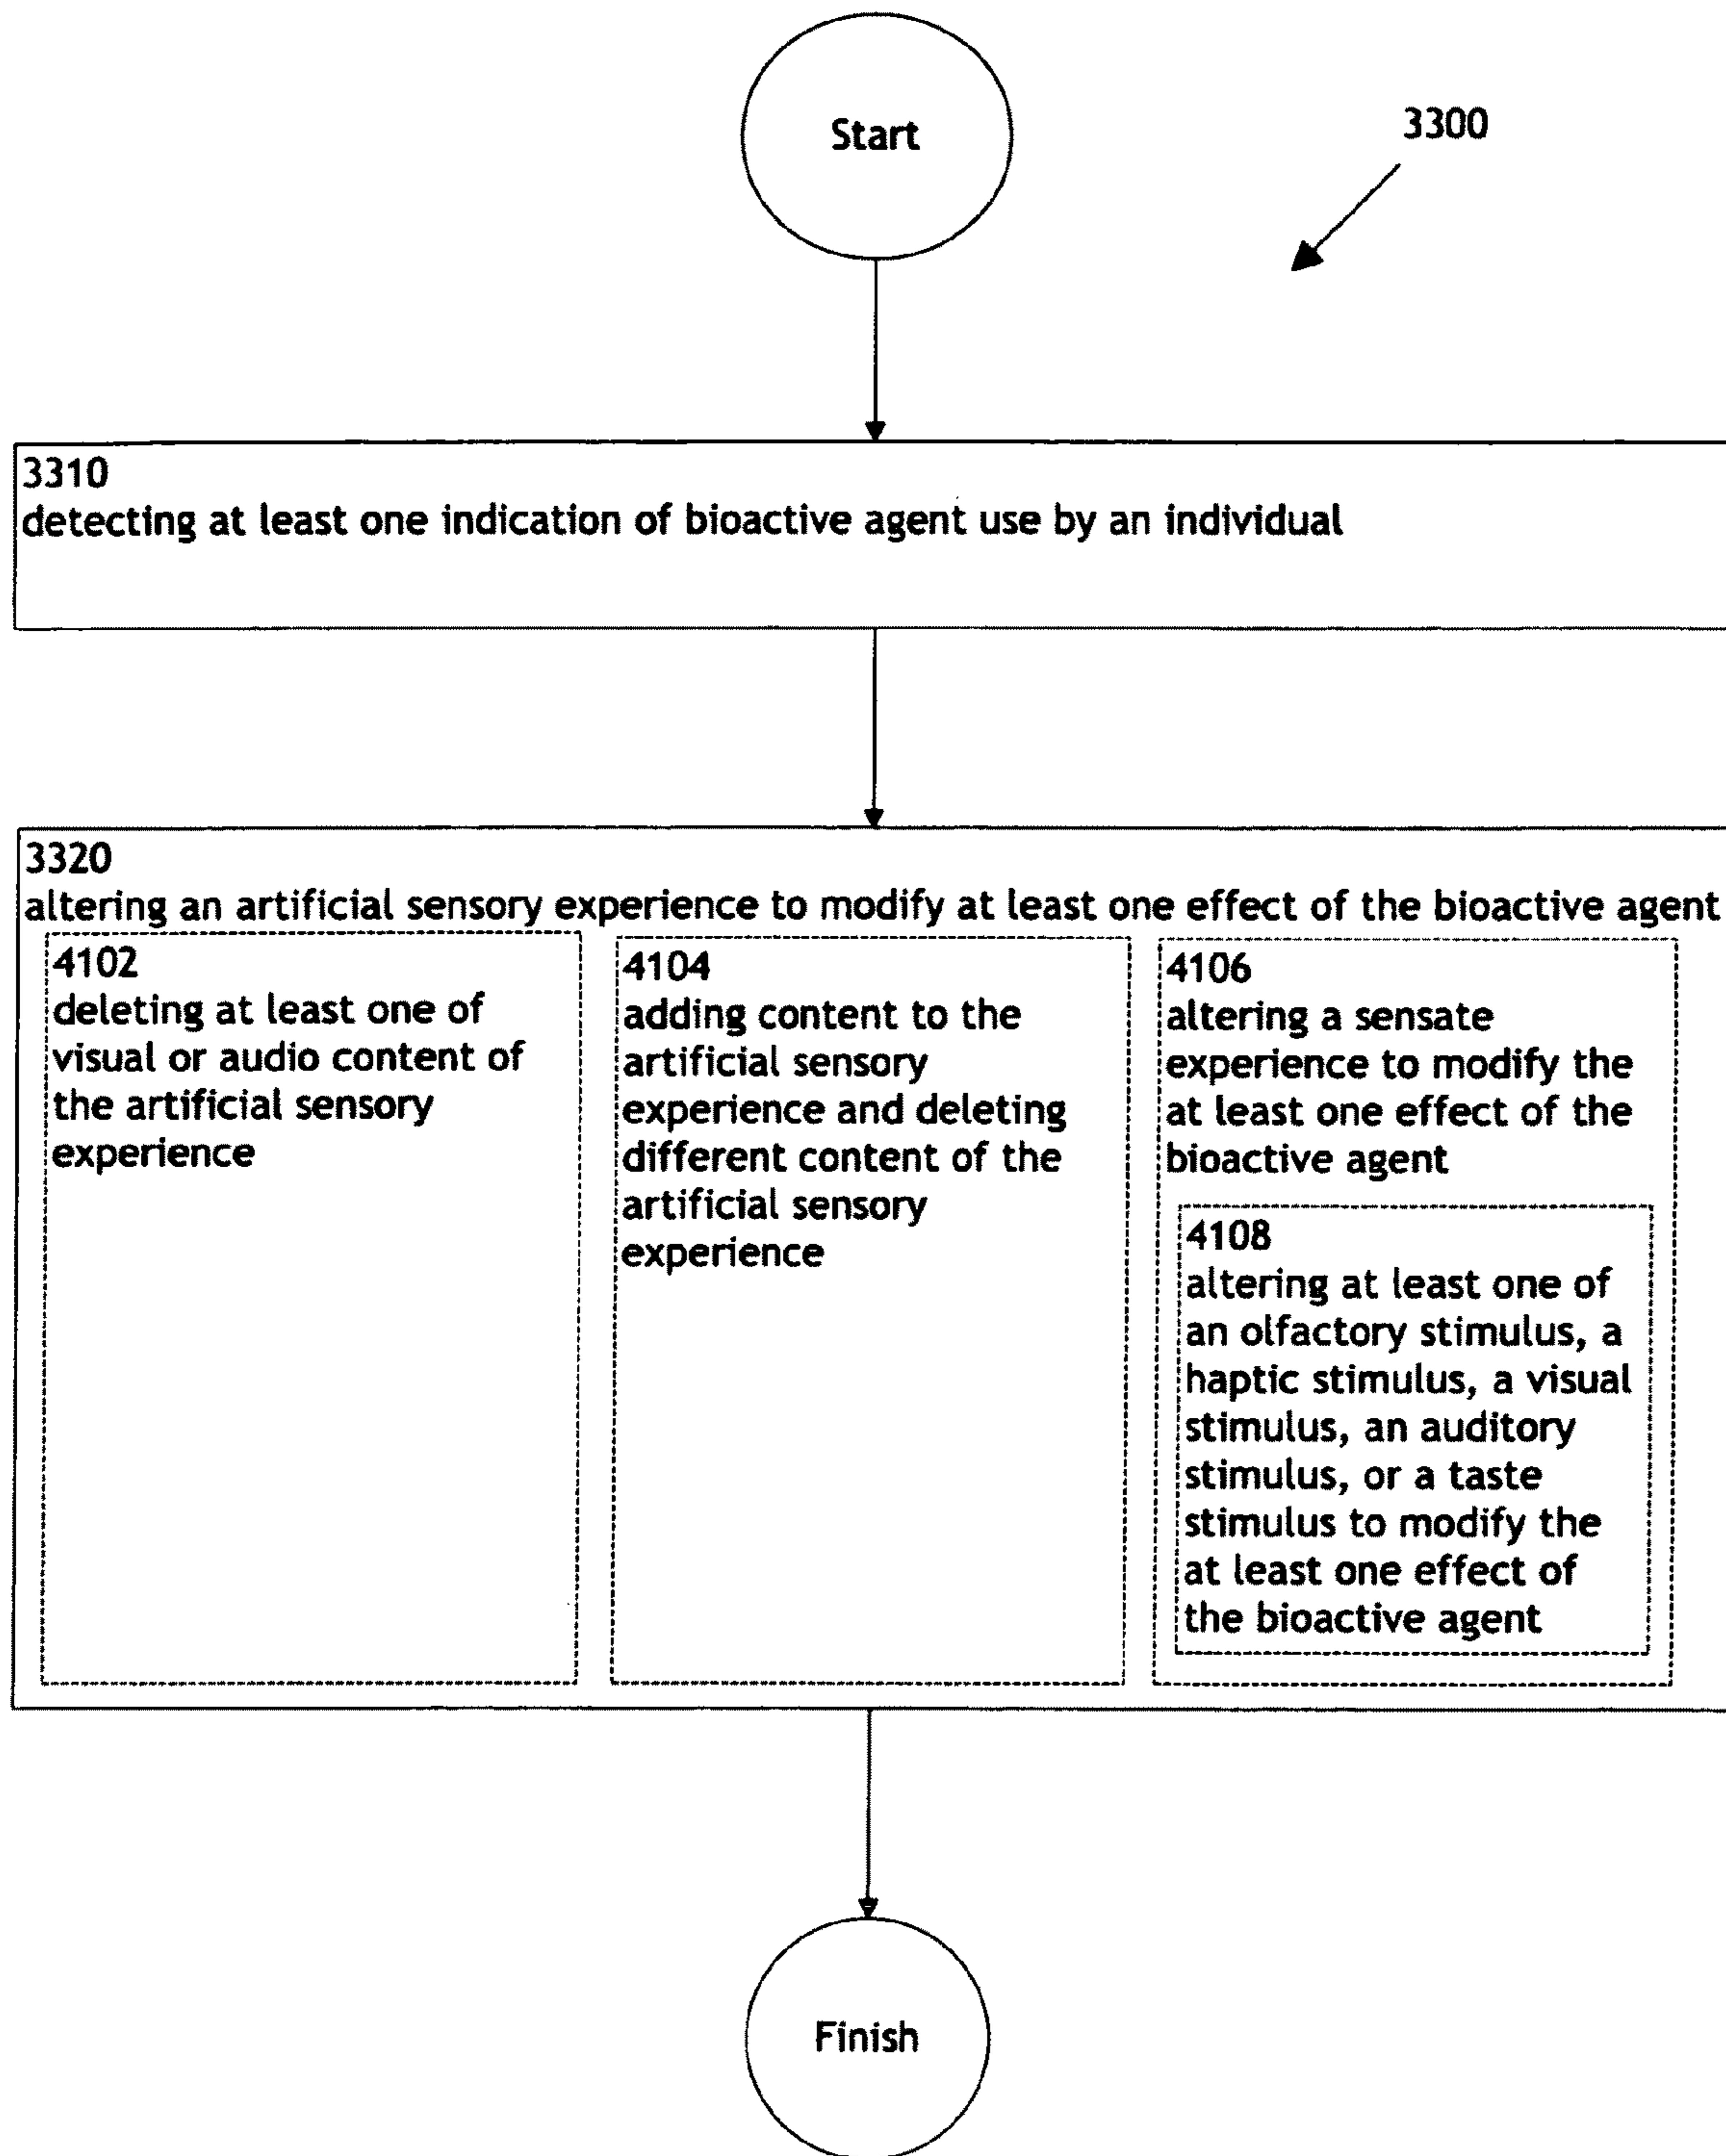 Start
3300
3310
detecting at least one indication of bioactive agent use by an individual
3320
altering an artificial sensory experience to modify at least one effect of the bioactive agent
4102
deleting at least one of
visual or audio content of
the artificial sensory
experience
4104
adding content to the
artificial sensory
experience and deleting
different content of the
artificial sensory
experience
4106
altering a sensate
experience to modify the
at least one effect of the
bioactive agent
4108
altering at least one of
an olfactory stimulus, a
haptic stimulus, a visual
stimulus, an auditory
stimulus, or a taste
stimulus to modify the
at least one effect of
the bioactive agent
Finish